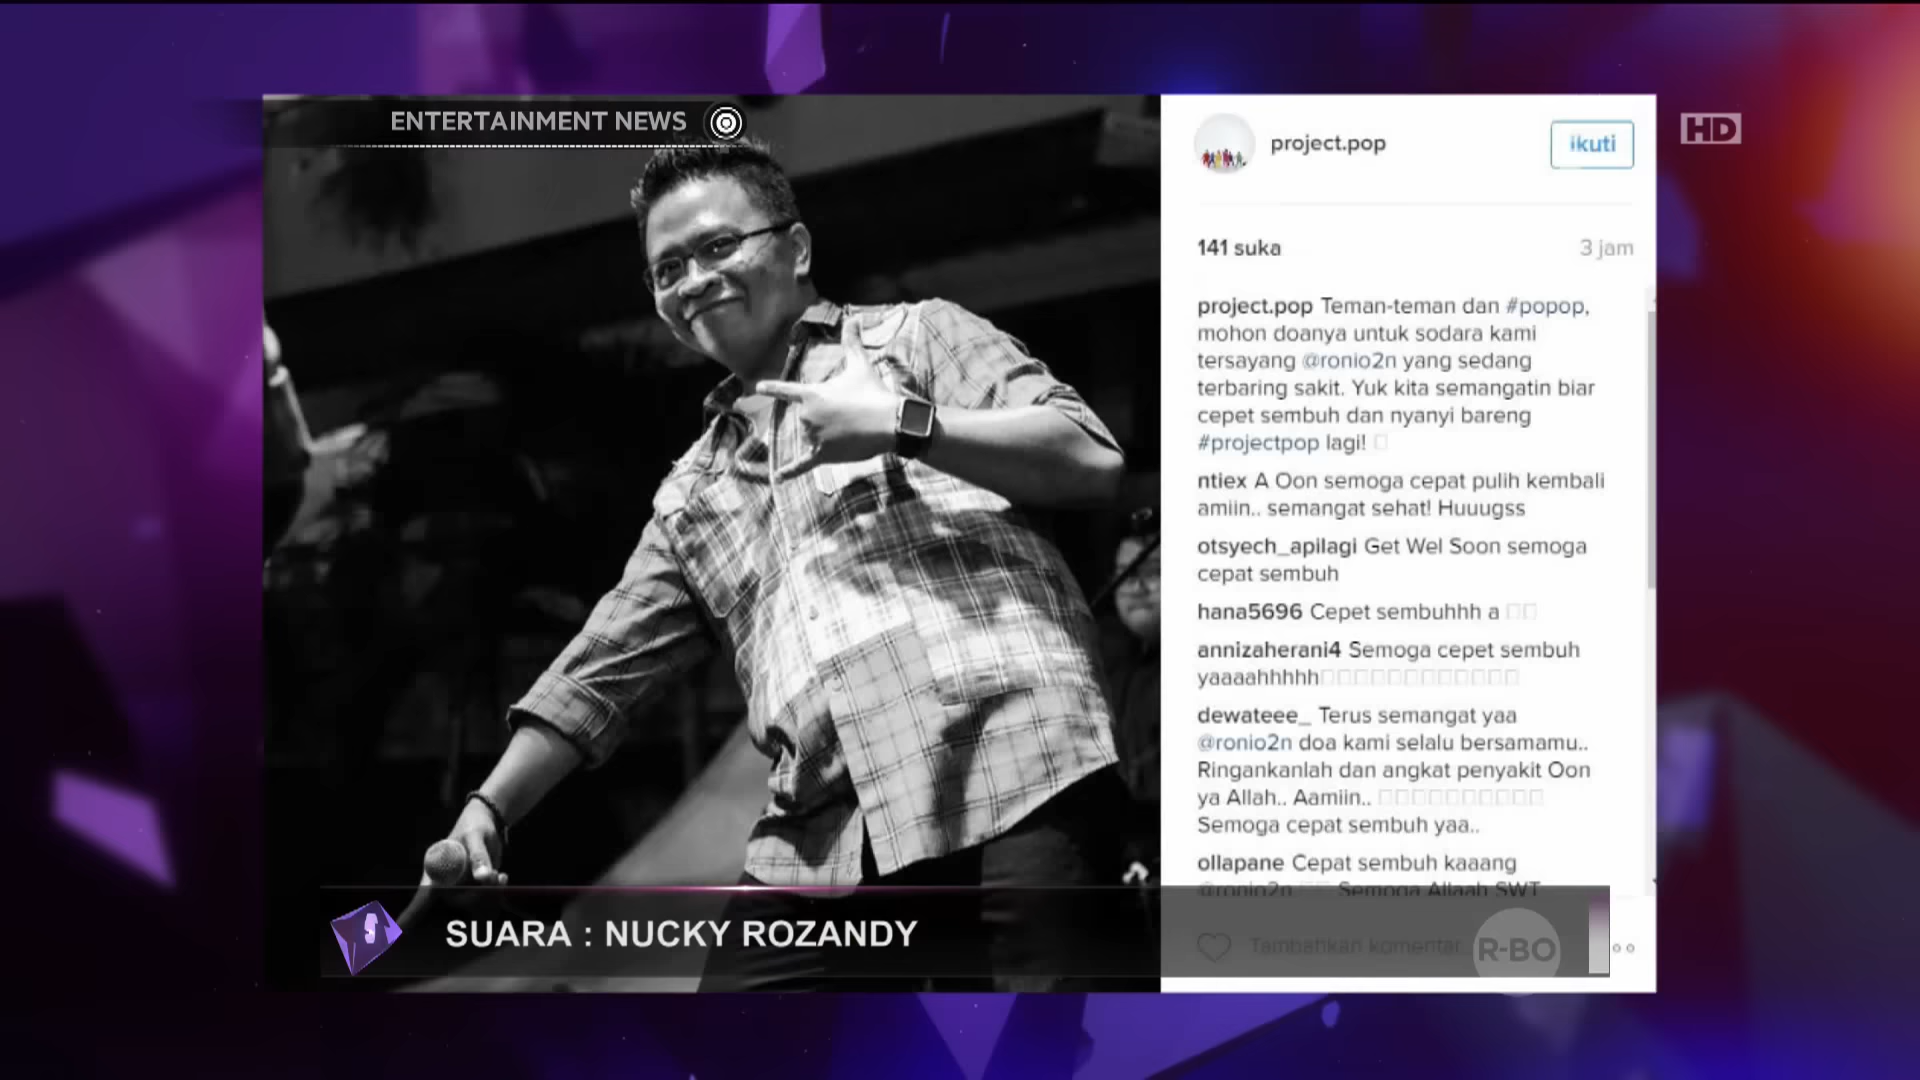 ENTERTAINMENT NEWS
HD
project.pop
Ikuti
141 suka
3 jam
project.pop Teman-teman dan #popop,
mohon doanya untuk sodara kami
tersayang @ronio2n yang sedang
terbaring sakit. Yuk kita semangatin biar
cepet sembuh dan nyanyi bareng
#projectpop lagi!
ntiex A Oon semoga cepat pulih kembali
amiin.. semangat sehat! Huuugss
otsyech_apilagi Get Wel Soon semoga
cepat sembuh
hana5696 Cepet sembuhhh a
annizaherani4 Semoga cepet sembuh
yaaaahhhhh
dewateee_ Terus semangat yaa
@ronio2n doa kami selalu bersamamu..
Ringankanlah dan angkat penyakit Oon
ya Allah.. Aamiin..
Semoga cepat sembuh yaa..
ollapane Cepat sembuh kaaang
@ronio2n Semoga Allaah SWT
Tambahkan komentar
R-BO
SUARA : NUCKY ROZANDY